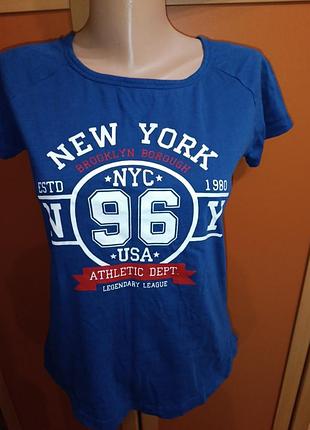 NEW YORK
BROOKLYN BOROUGH
ESTD ★NYC★ 1980
N 96 Y
★USA★
ATHLETIC DEPT.
LEGENDARY LEAGUE